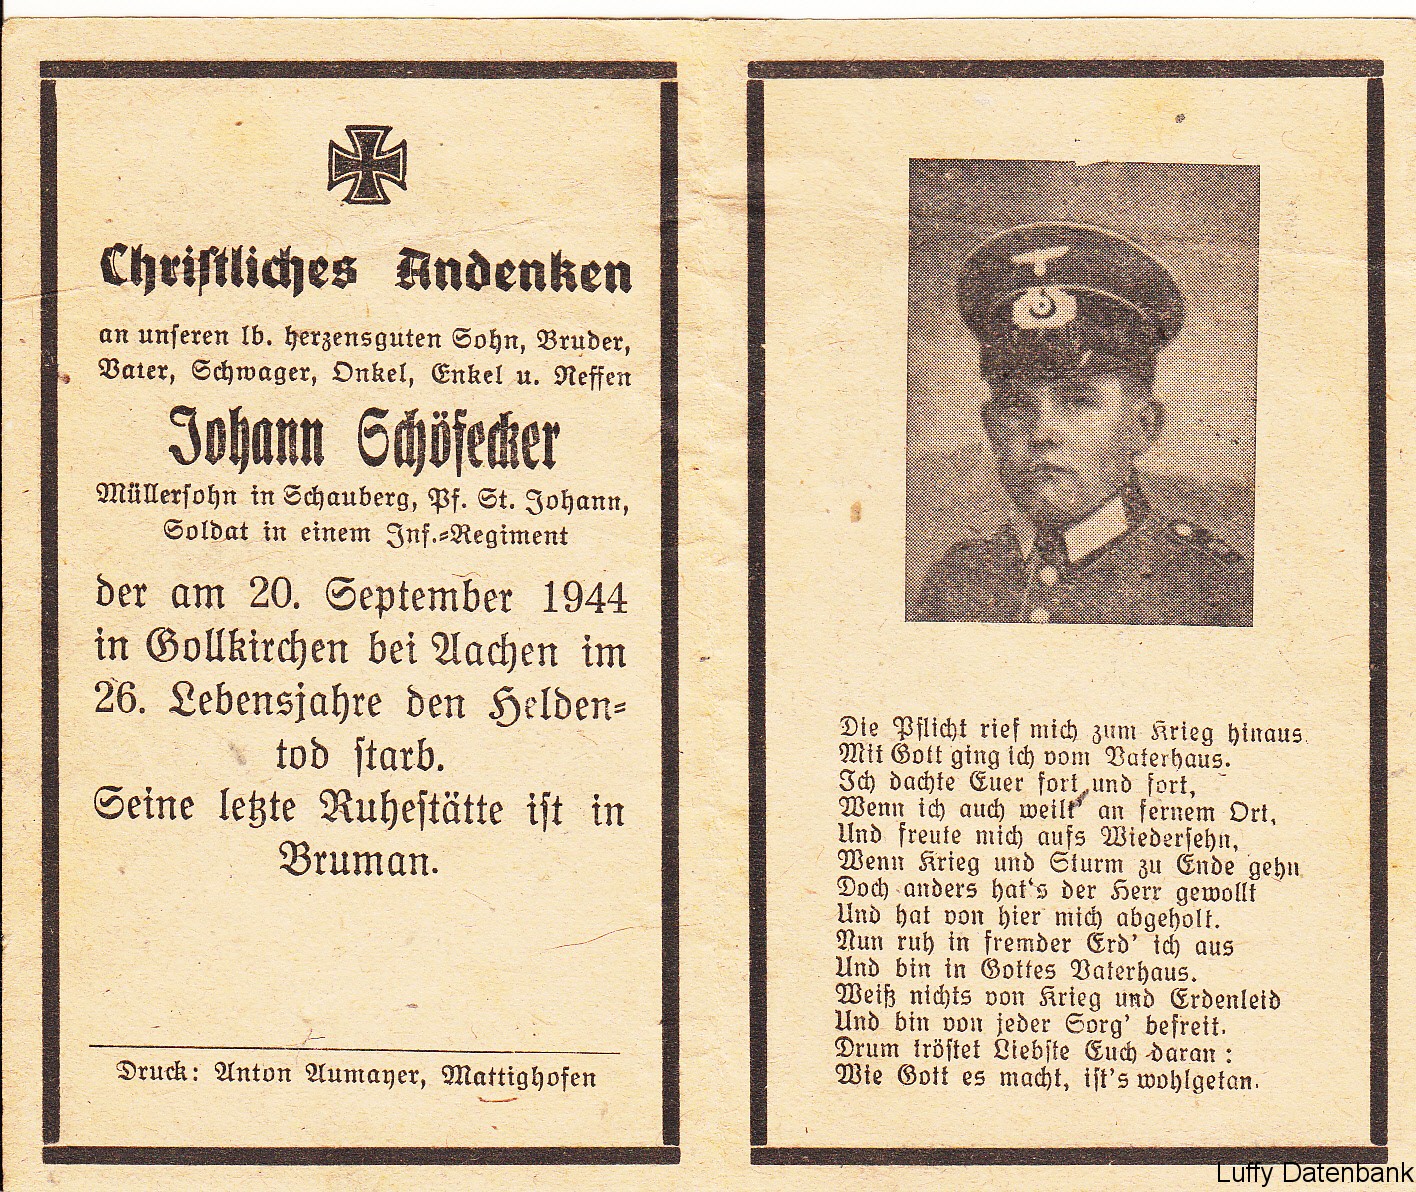 Christliches Andenken
an unseren lb. herzensguten Sohn, Bruder,
Vater, Schwager, Onkel, Enkel u. Neffen
Johann Schöfecker
Müllersohn in Schauberg, Pf. St. Johann,
Soldat in einem Inf.-Regiment
der am 20. September 1944
in Gollkirchen bei Aachen im
26. Lebensjahre den Helden-
tod starb.
Seine letzte Ruhestätte ist in
Bruman.
Druck: Anton Aumayer, Mattighofen
Die Pflicht rief mich zum Krieg hinaus
Mit Gott ging ich vom Vaterhaus.
Ich dachte Euer fort und fort,
Wenn ich auch weilt' an fernem Ort,
Und freute mich aufs Wiedersehn,
Wenn Krieg und Sturm zu Ende gehn
Doch anders hat's der Herr gewollt
Und hat von hier mich abgeholt.
Nun ruh in fremder Erd' ich aus
Und bin in Gottes Vaterhaus.
Weiß nichts von Krieg und Erdenleid
Und bin von jeder Sorg' befreit.
Drum tröstet Liebste Euch daran:
Wie Gott es macht, ist's wohlgetan.
Luffy Datenbank